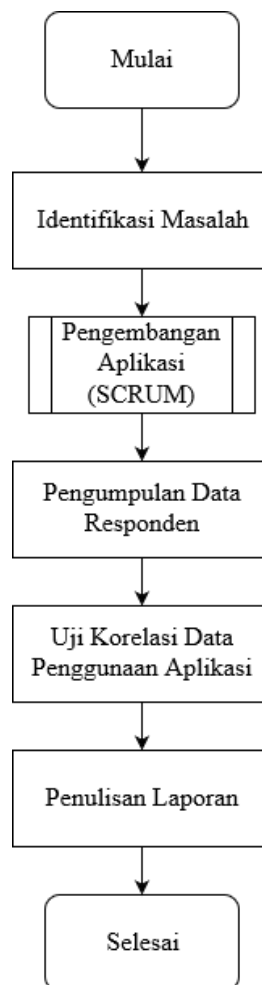 Mulai
Identifikasi Masalah
Pengembangan
Aplikasi
(SCRUM)
Pengumpulan Data
Responden
Uji Korelasi Data
Penggunaan Aplikasi
Penulisan Laporan
Selesai